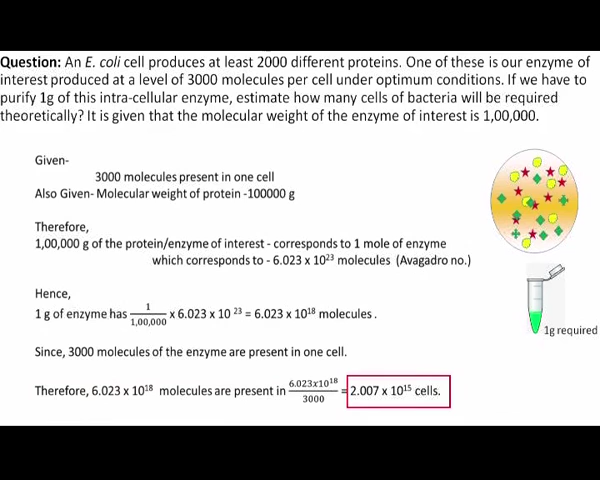 Question: An E. coli cell produces at least 2000 different proteins. One of these is our enzyme of
interest produced at a level of 3000 molecules per cell under optimum conditions. If we have to
purify 1g of this intra-cellular enzyme, estimate how many cells of bacteria will be required
theoretically? It is given that the molecular weight of the enzyme of interest is 1,00,000.
Given-
3000 molecules present in one cell
Also Given- Molecular weight of protein -100000 g
Therefore,
1,00,000 g of the protein/enzyme of interest - corresponds to 1 mole of enzyme
which corresponds to - 6.023 x 10²³ molecules (Avagadro no.)
Hence,
1 g of enzyme has 1/1,00,000 x 6.023 x 10 ²³ = 6.023 x 10¹⁸ molecules .
1g required
Since, 3000 molecules of the enzyme are present in one cell.
Therefore, 6.023 x 10¹⁸ molecules are present in 6.023x10¹⁸/3000 = 2.007 x 10¹⁵ cells.